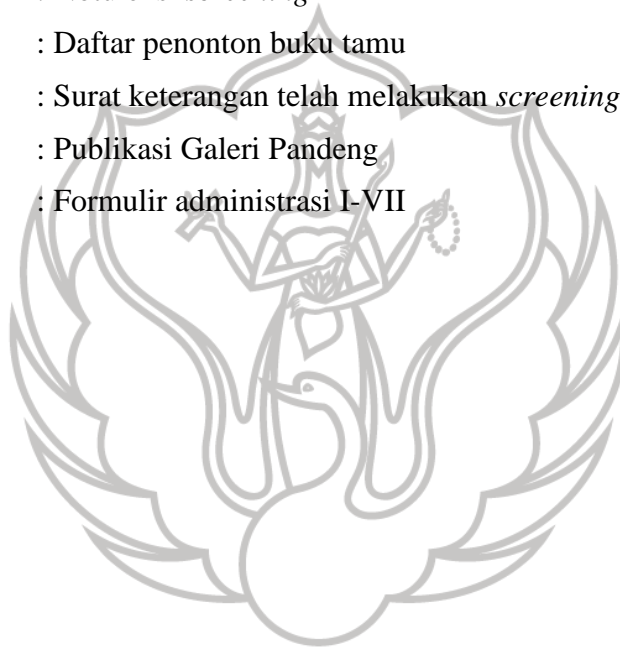 : Daftar penonton buku tamu
: Surat keterangan telah melakukan screening
: Publikasi Galeri Pandeng
: Formulir administrasi I-VII